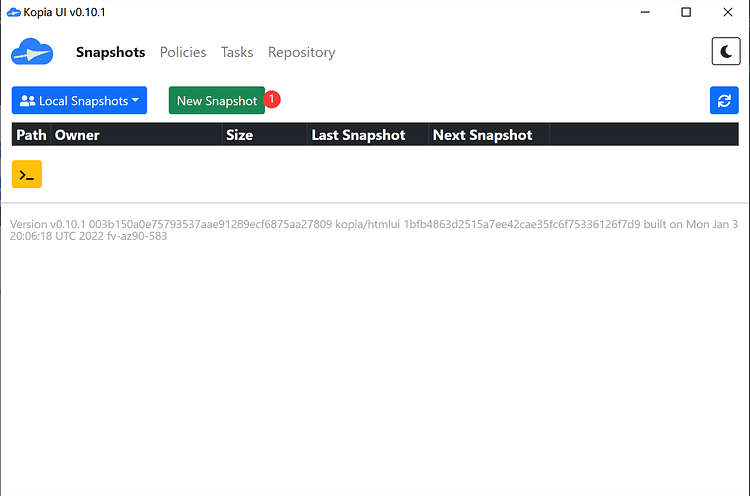 Kopia UI v0.10.1
Snapshots Policies Tasks Repository
Local Snapshots New Snapshot 1
Path Owner Size Last Snapshot Next Snapshot
>_
Version v0.10.1 003b150a0e75793537aae91289ecf6875aa27809 kopia/htmlui 1bfb4863d2515a7ee42cae35fc6f75336126f7d9 built on Mon Jan 3
20:06:18 UTC 2022 fv-az90-583